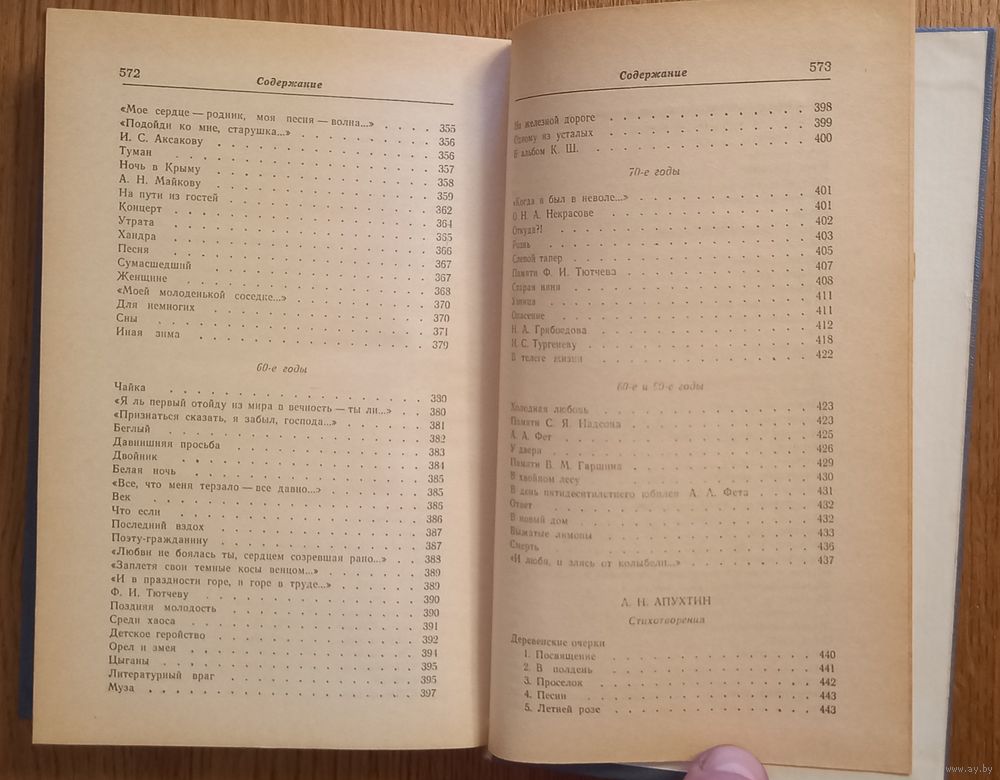 572
Содержание
«Мое сердце — родник, моя песня — волна...» 355
«Подойди ко мне, старушка...» 356
И. С. Аксакову 356
Туман 357
Ночь в Крыму 358
А. Н. Майкову 359
На пути из гостей 362
Концерт 364
Утрата 365
Хандра 366
Песня 367
Сумасшедший 367
Женщине 368
«Моей молоденькой соседке...» 370
Для немногих 370
Сны 371
Иная зима 379
60-е годы
Чайка 380
«Я ль первый отойду из мира в вечность — ты ли...» 380
«Признаться сказать, я забыл, господа...» 381
Беглый 382
Давнишняя просьба 383
Двойник 384
Белая ночь 385
«Все, что меня терзало — все давно...» 385
Век 385
Что если 386
Последний вздох 387
Поэту-гражданину 387
«Любви не боялась ты, сердцем созревшая рано...» 388
«Заплетя свои темные косы венцом...» 389
«И в праздности горе, и горе в труде...» 389
Ф. И. Тютчеву 390
Поздняя молодость 390
Среди хаоса 391
Детское геройство 392
Орел и змея 394
Цыганы 395
Литературный враг 395
Муза 397
Содержание
573
На железной дороге 398
Одному из усталых 399
В альбом К. Ш. 400
70-е годы
«Когда я был в неволе...» 401
О Н. А. Некрасове 401
Откуда?! 402
Рознь 403
Слепой тапер 405
Памяти Ф. И. Тютчева 407
Старая няня 408
Узница 411
Опасение 411
Н. А. Грибоедова 412
И. С. Тургеневу 418
В телеге жизни 422
80-е и 90-е годы
Холодная любовь 423
Памяти С. Я. Надсона 423
А. А. Фет 425
У двери 426
Памяти В. М. Гаршина 429
В хвойном лесу 430
В день пятидесятилетнего юбилея А. А. Фета 431
Ответ 432
В новый дом 432
Выжатые лимоны 433
Смерть 436
«И любя, и злясь от колыбели...» 437
А. Н. АПУХТИН
Стихотворения
Деревенские очерки
1. Посвящение 440
2. В полдень 441
3. Проселок 442
4. Песни 443
5. Летней розе 443
www.ay.by